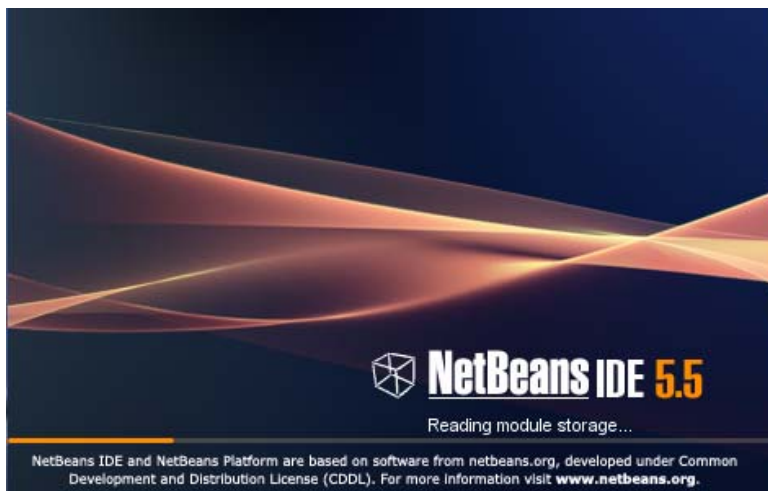 NetBeans IDE 5.5
Reading module storage...
NetBeans IDE and NetBeans Platform are based on software from netbeans.org, developed under Common
Development and Distribution License (CDDL). For more information visit www.netbeans.org.